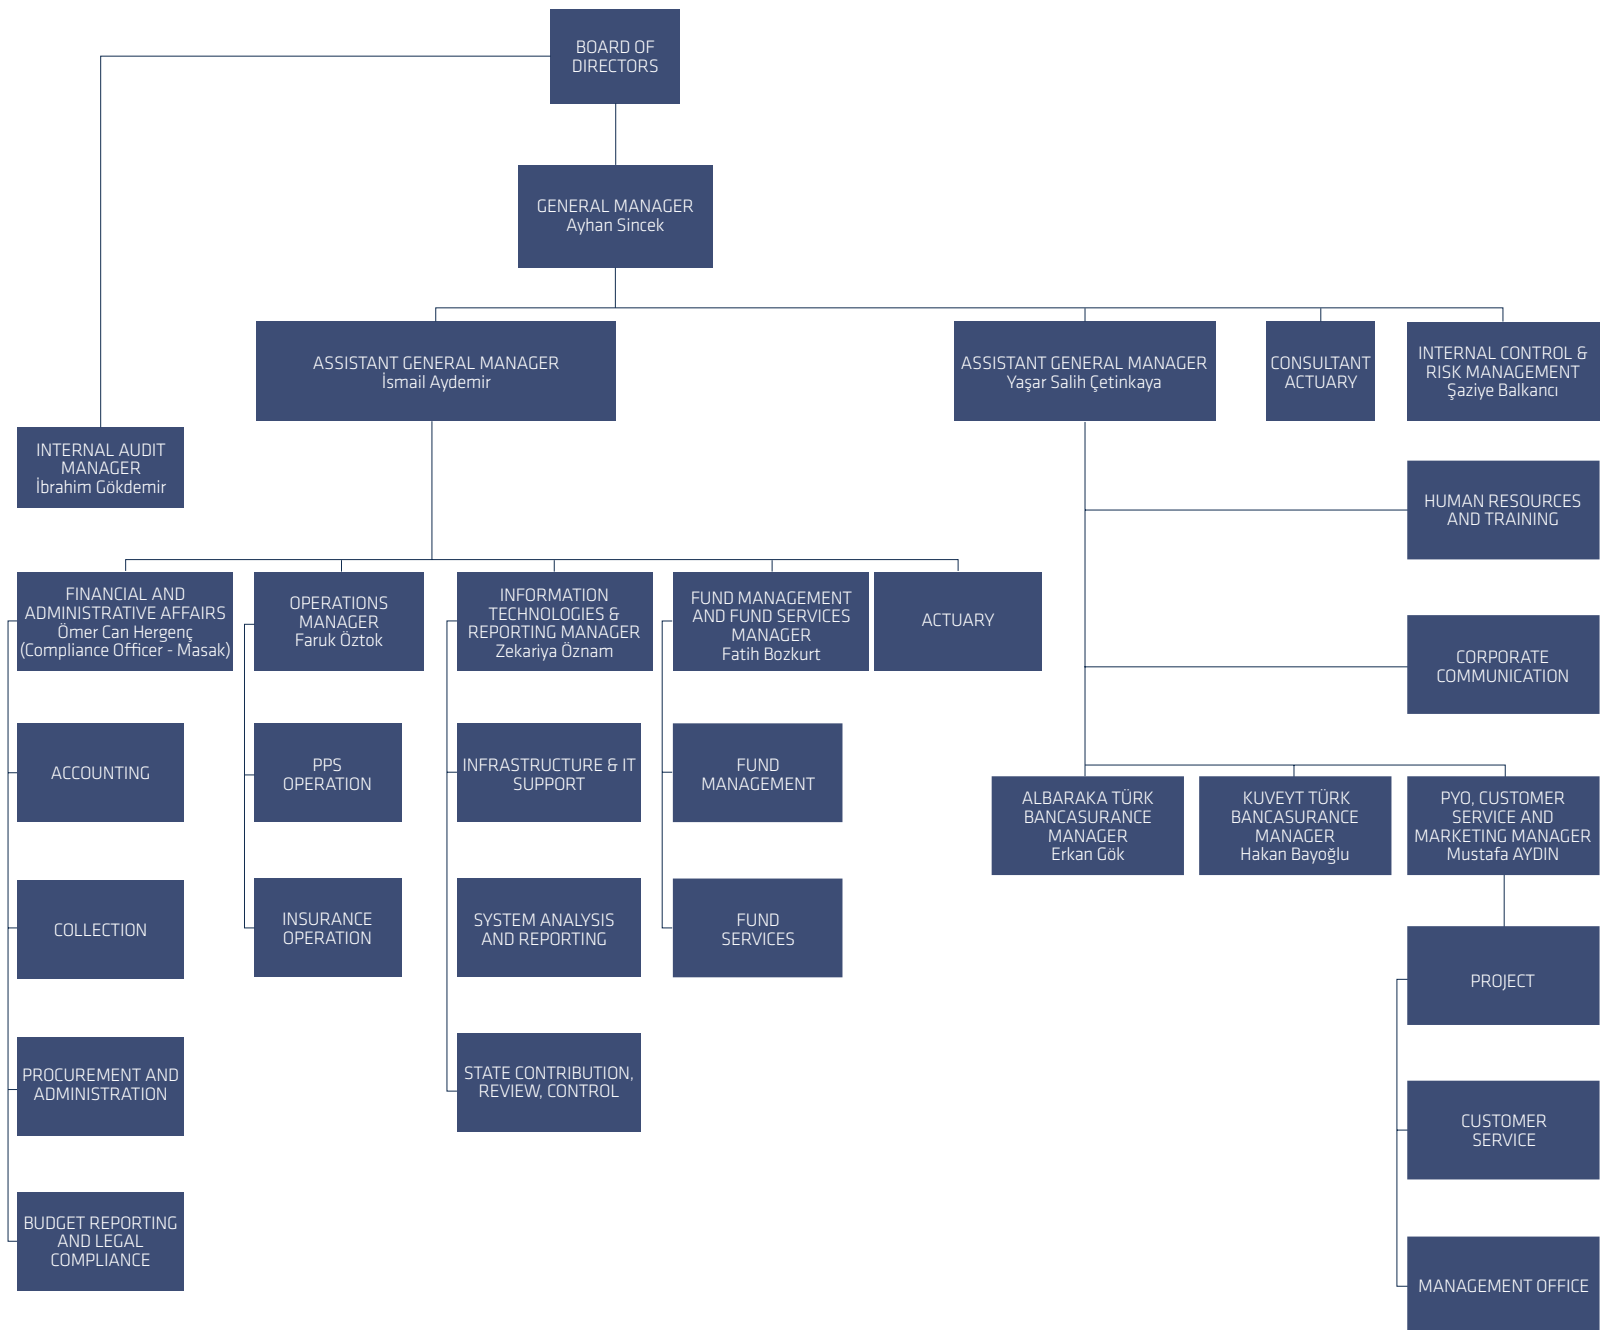 BOARD OF
DIRECTORS
GENERAL MANAGER
Ayhan Sincek
ASSISTANT GENERAL MANAGER
İsmail Aydemir
ASSISTANT GENERAL MANAGER
Yaşar Salih Çetinkaya
CONSULTANT
ACTUARY
INTERNAL CONTROL &
RISK MANAGEMENT
Şaziye Balkancı
INTERNAL AUDIT
MANAGER
İbrahim Gökdemir
HUMAN RESOURCES
AND TRAINING
FINANCIAL AND
ADMINISTRATIVE AFFAIRS
Ömer Can Hergenç
(Compliance Officer - Masak)
OPERATIONS
MANAGER
Faruk Öztok
INFORMATION
TECHNOLOGIES &
REPORTING MANAGER
Zekariya Öznam
FUND MANAGEMENT
AND FUND SERVICES
MANAGER
Fatih Bozkurt
ACTUARY
CORPORATE
COMMUNICATION
ACCOUNTING
PPS
OPERATION
INFRASTRUCTURE & IT
SUPPORT
FUND
MANAGEMENT
ALBARAKA TÜRK
BANCASURANCE
MANAGER
Erkan Gök
KUVEYT TÜRK
BANCASURANCE
MANAGER
Hakan Bayoğlu
PYO, CUSTOMER
SERVICE AND
MARKETING MANAGER
Mustafa AYDIN
COLLECTION
INSURANCE
OPERATION
SYSTEM ANALYSIS
AND REPORTING
FUND
SERVICES
PROJECT
PROCUREMENT AND
ADMINISTRATION
STATE CONTRIBUTION,
REVIEW, CONTROL
CUSTOMER
SERVICE
BUDGET REPORTING
AND LEGAL
COMPLIANCE
MANAGEMENT OFFICE